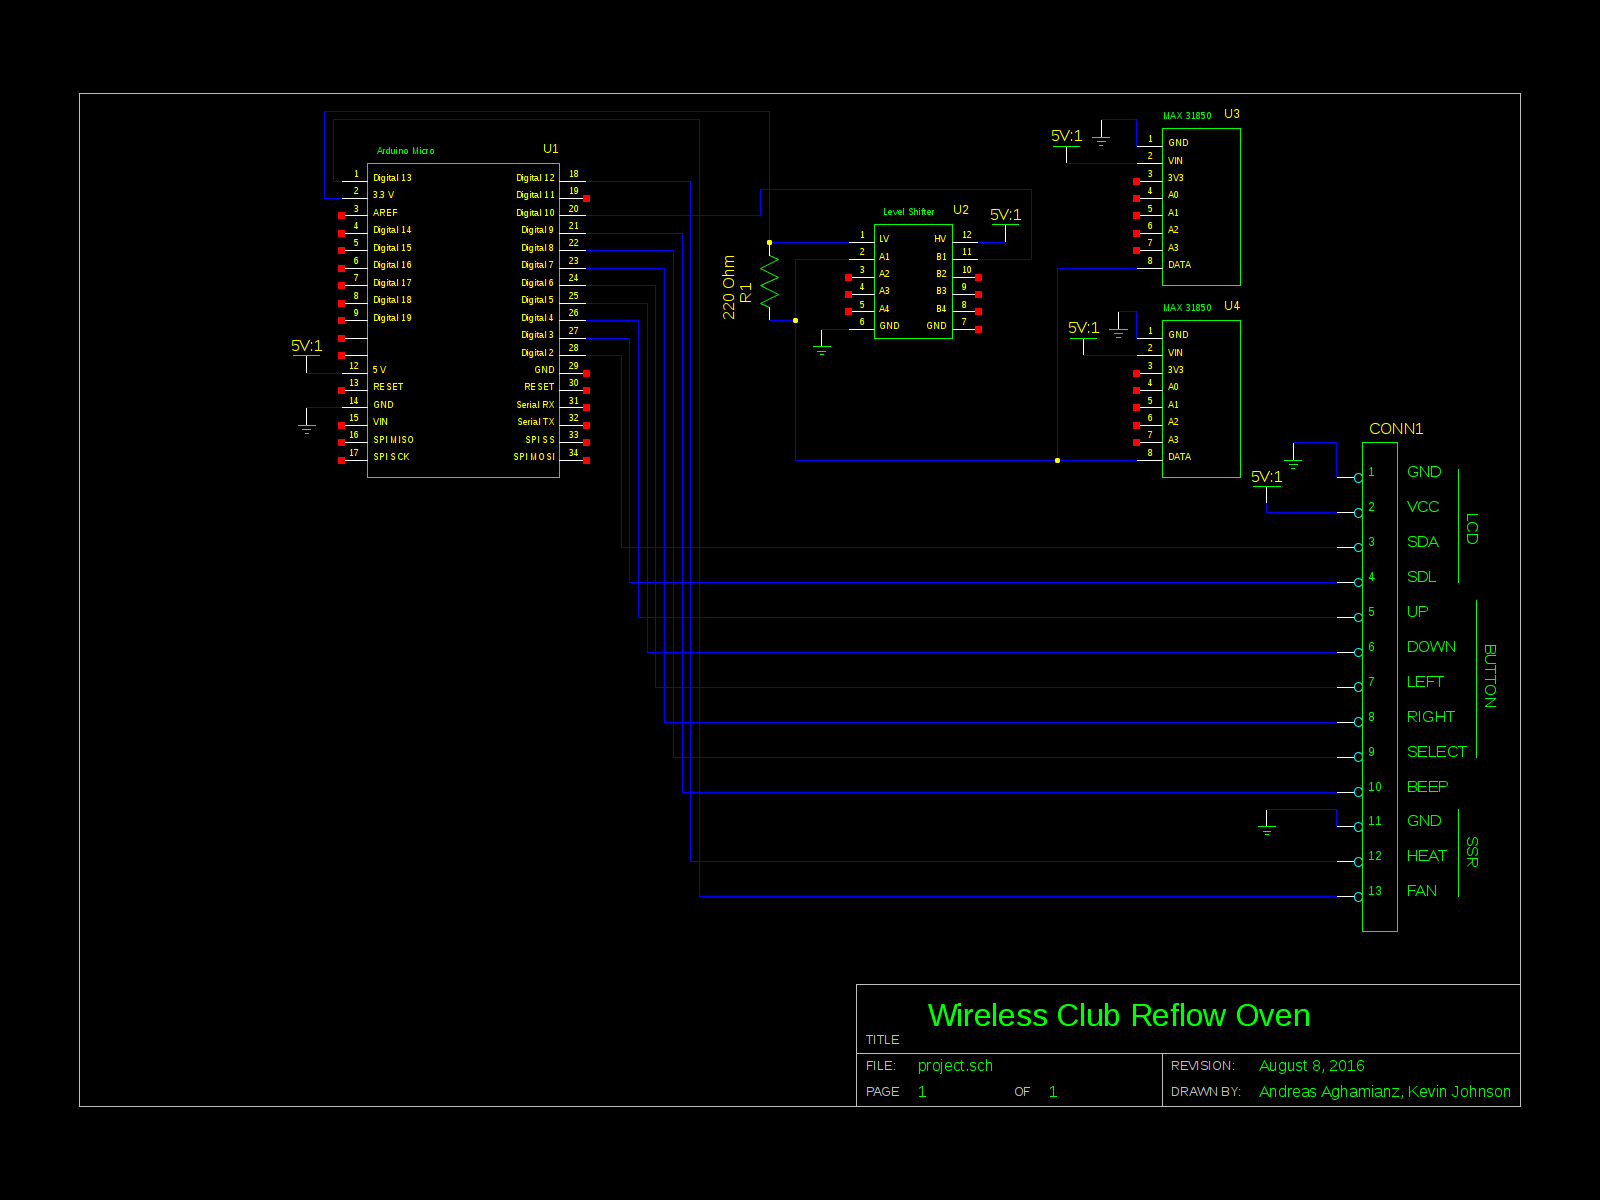 Arduino Micro U1
1 Digital 13
2 3.3 V
3 AREF
4 Digital 14
5 Digital 15
6 Digital 16
7 Digital 17
8 Digital 18
9 Digital 19
5V:1
12 5 V
13 RESET
14 GND
15 VIN
16 SPI MISO
17 SPI SCK
Digital 12 18
Digital 11 19
Digital 10 20
Digital 9 21
Digital 8 22
Digital 7 23
Digital 6 24
Digital 5 25
Digital 4 26
Digital 3 27
Digital 2 28
GND 29
RESET 30
Serial RX 31
Serial TX 32
SPI SS 33
SPI MOSI 34
220 Ohm
R1
Level Shifter U2
5V:1
1 LV HV 12
2 A1 B1 11
3 A2 B2 10
4 A3 B3 9
5 A4 B4 8
6 GND GND 7
MAX 31850 U3
5V:1
1 GND
2 VIN
3 3V3
4 A0
5 A1
6 A2
7 A3
8 DATA
MAX 31850 U4
5V:1
1 GND
2 VIN
3 3V3
4 A0
5 A1
6 A2
7 A3
8 DATA
CONN1
5V:1
1 GND
2 VCC
3 SDA
4 SDL
LCD
5 UP
6 DOWN
7 LEFT
8 RIGHT
9 SELECT
BUTTON
10 BEEP
11 GND
12 HEAT
13 FAN
SSR
Wireless Club Reflow Oven
TITLE
FILE: project.sch
REVISION: August 8, 2016
PAGE 1 OF 1
DRAWN BY: Andreas Aghamianz, Kevin Johnson